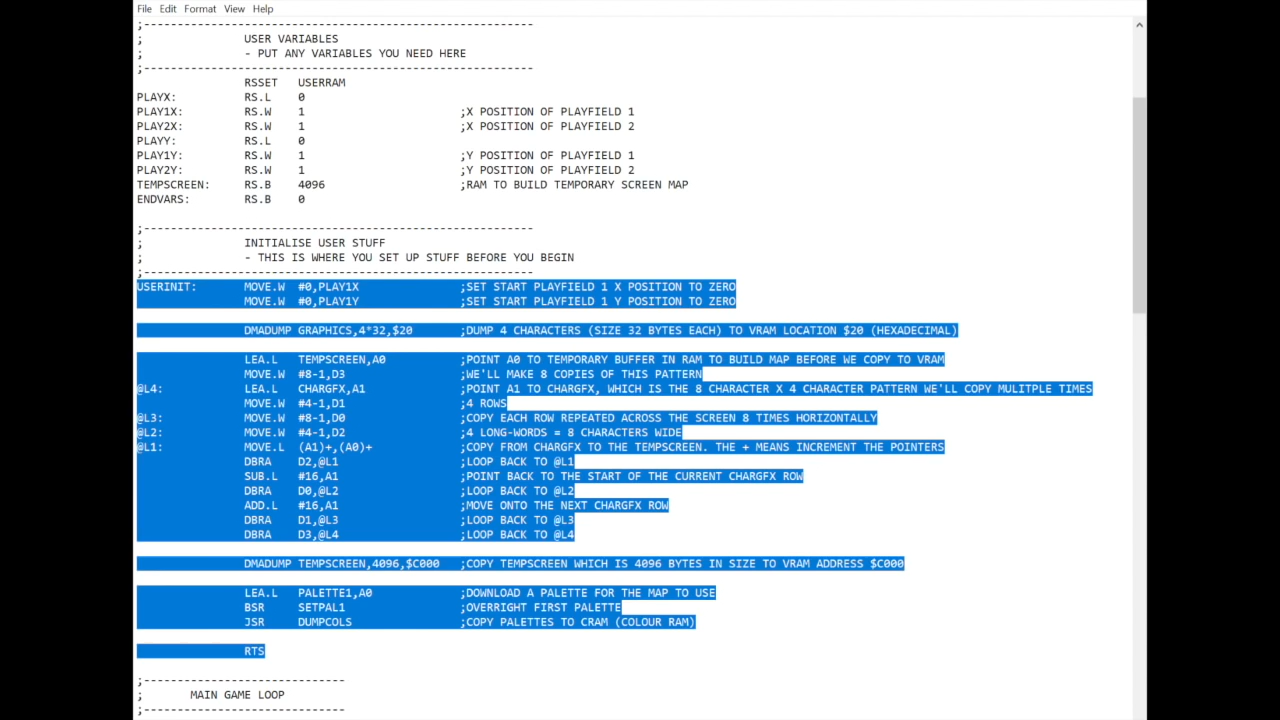 File Edit Format View Help
;----------------------------------------------------------
; USER VARIABLES
; - PUT ANY VARIABLES YOU NEED HERE
;----------------------------------------------------------
RSSET USERRAM
PLAYX: RS.L 0
PLAY1X: RS.W 1 ;X POSITION OF PLAYFIELD 1
PLAY2X: RS.W 1 ;X POSITION OF PLAYFIELD 2
PLAYY: RS.L 0
PLAY1Y: RS.W 1 ;Y POSITION OF PLAYFIELD 1
PLAY2Y: RS.W 1 ;Y POSITION OF PLAYFIELD 2
TEMPSCREEN: RS.B 4096 ;RAM TO BUILD TEMPORARY SCREEN MAP
ENDVARS: RS.B 0
;----------------------------------------------------------
; INITIALISE USER STUFF
; - THIS IS WHERE YOU SET UP STUFF BEFORE YOU BEGIN
;----------------------------------------------------------
USERINIT: MOVE.W #0,PLAY1X ;SET START PLAYFIELD 1 X POSITION TO ZERO
MOVE.W #0,PLAY1Y ;SET START PLAYFIELD 1 Y POSITION TO ZERO
DMADUMP GRAPHICS,4*32,$20 ;DUMP 4 CHARACTERS (SIZE 32 BYTES EACH) TO VRAM LOCATION $20 (HEXADECIMAL)
LEA.L TEMPSCREEN,A0 ;POINT A0 TO TEMPORARY BUFFER IN RAM TO BUILD MAP BEFORE WE COPY TO VRAM
MOVE.W #8-1,D3 ;WE'LL MAKE 8 COPIES OF THIS PATTERN
@L4: LEA.L CHARGFX,A1 ;POINT A1 TO CHARGFX, WHICH IS THE 8 CHARACTER X 4 CHARACTER PATTERN WE'LL COPY MULITPLE TIMES
MOVE.W #4-1,D1 ;4 ROWS
@L3: MOVE.W #8-1,D0 ;COPY EACH ROW REPEATED ACROSS THE SCREEN 8 TIMES HORIZONTALLY
@L2: MOVE.W #4-1,D2 ;4 LONG-WORDS = 8 CHARACTERS WIDE
@L1: MOVE.L (A1)+,(A0)+ ;COPY FROM CHARGFX TO THE TEMPSCREEN. THE + MEANS INCREMENT THE POINTERS
DBRA D2,@L1 ;LOOP BACK TO @L1
SUB.L #16,A1 ;POINT BACK TO THE START OF THE CURRENT CHARGFX ROW
DBRA D0,@L2 ;LOOP BACK TO @L2
ADD.L #16,A1 ;MOVE ONTO THE NEXT CHARGFX ROW
DBRA D1,@L3 ;LOOP BACK TO @L3
DBRA D3,@L4 ;LOOP BACK TO @L4
DMADUMP TEMPSCREEN,4096,$C000 ;COPY TEMPSCREEN WHICH IS 4096 BYTES IN SIZE TO VRAM ADDRESS $C000
LEA.L PALETTE1,A0 ;DOWNLOAD A PALETTE FOR THE MAP TO USE
BSR SETPAL1 ;OVERRIGHT FIRST PALETTE
JSR DUMPCOLS ;COPY PALETTES TO CRAM (COLOUR RAM)
RTS
;------------------------------
; MAIN GAME LOOP
;------------------------------